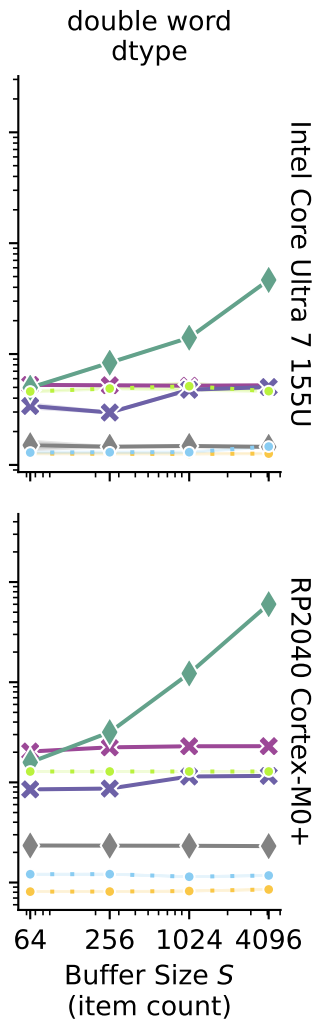 double word
dtype
Intel Core Ultra 7 155U
RP2040 Cortex-M0+
64 256 1024 4096
Buffer Size S
(item count)